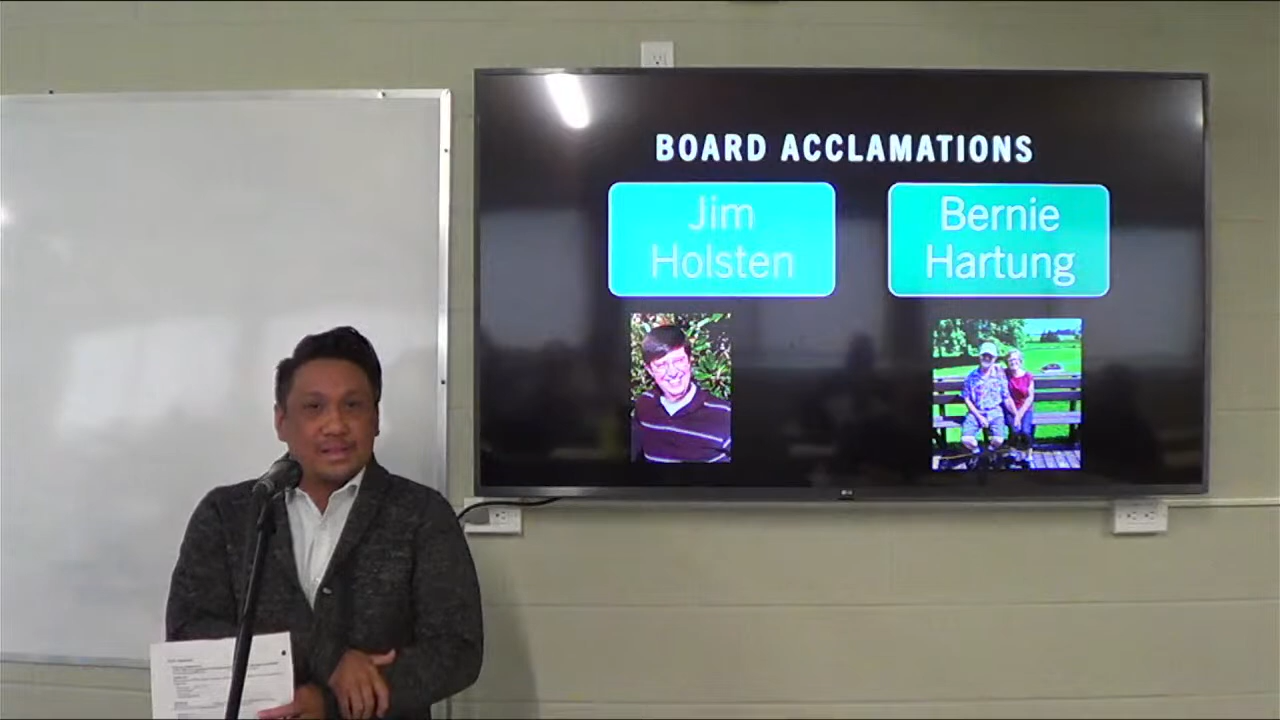 BOARD ACCLAMATIONS
Jim
Holsten
Bernie
Hartung
LG